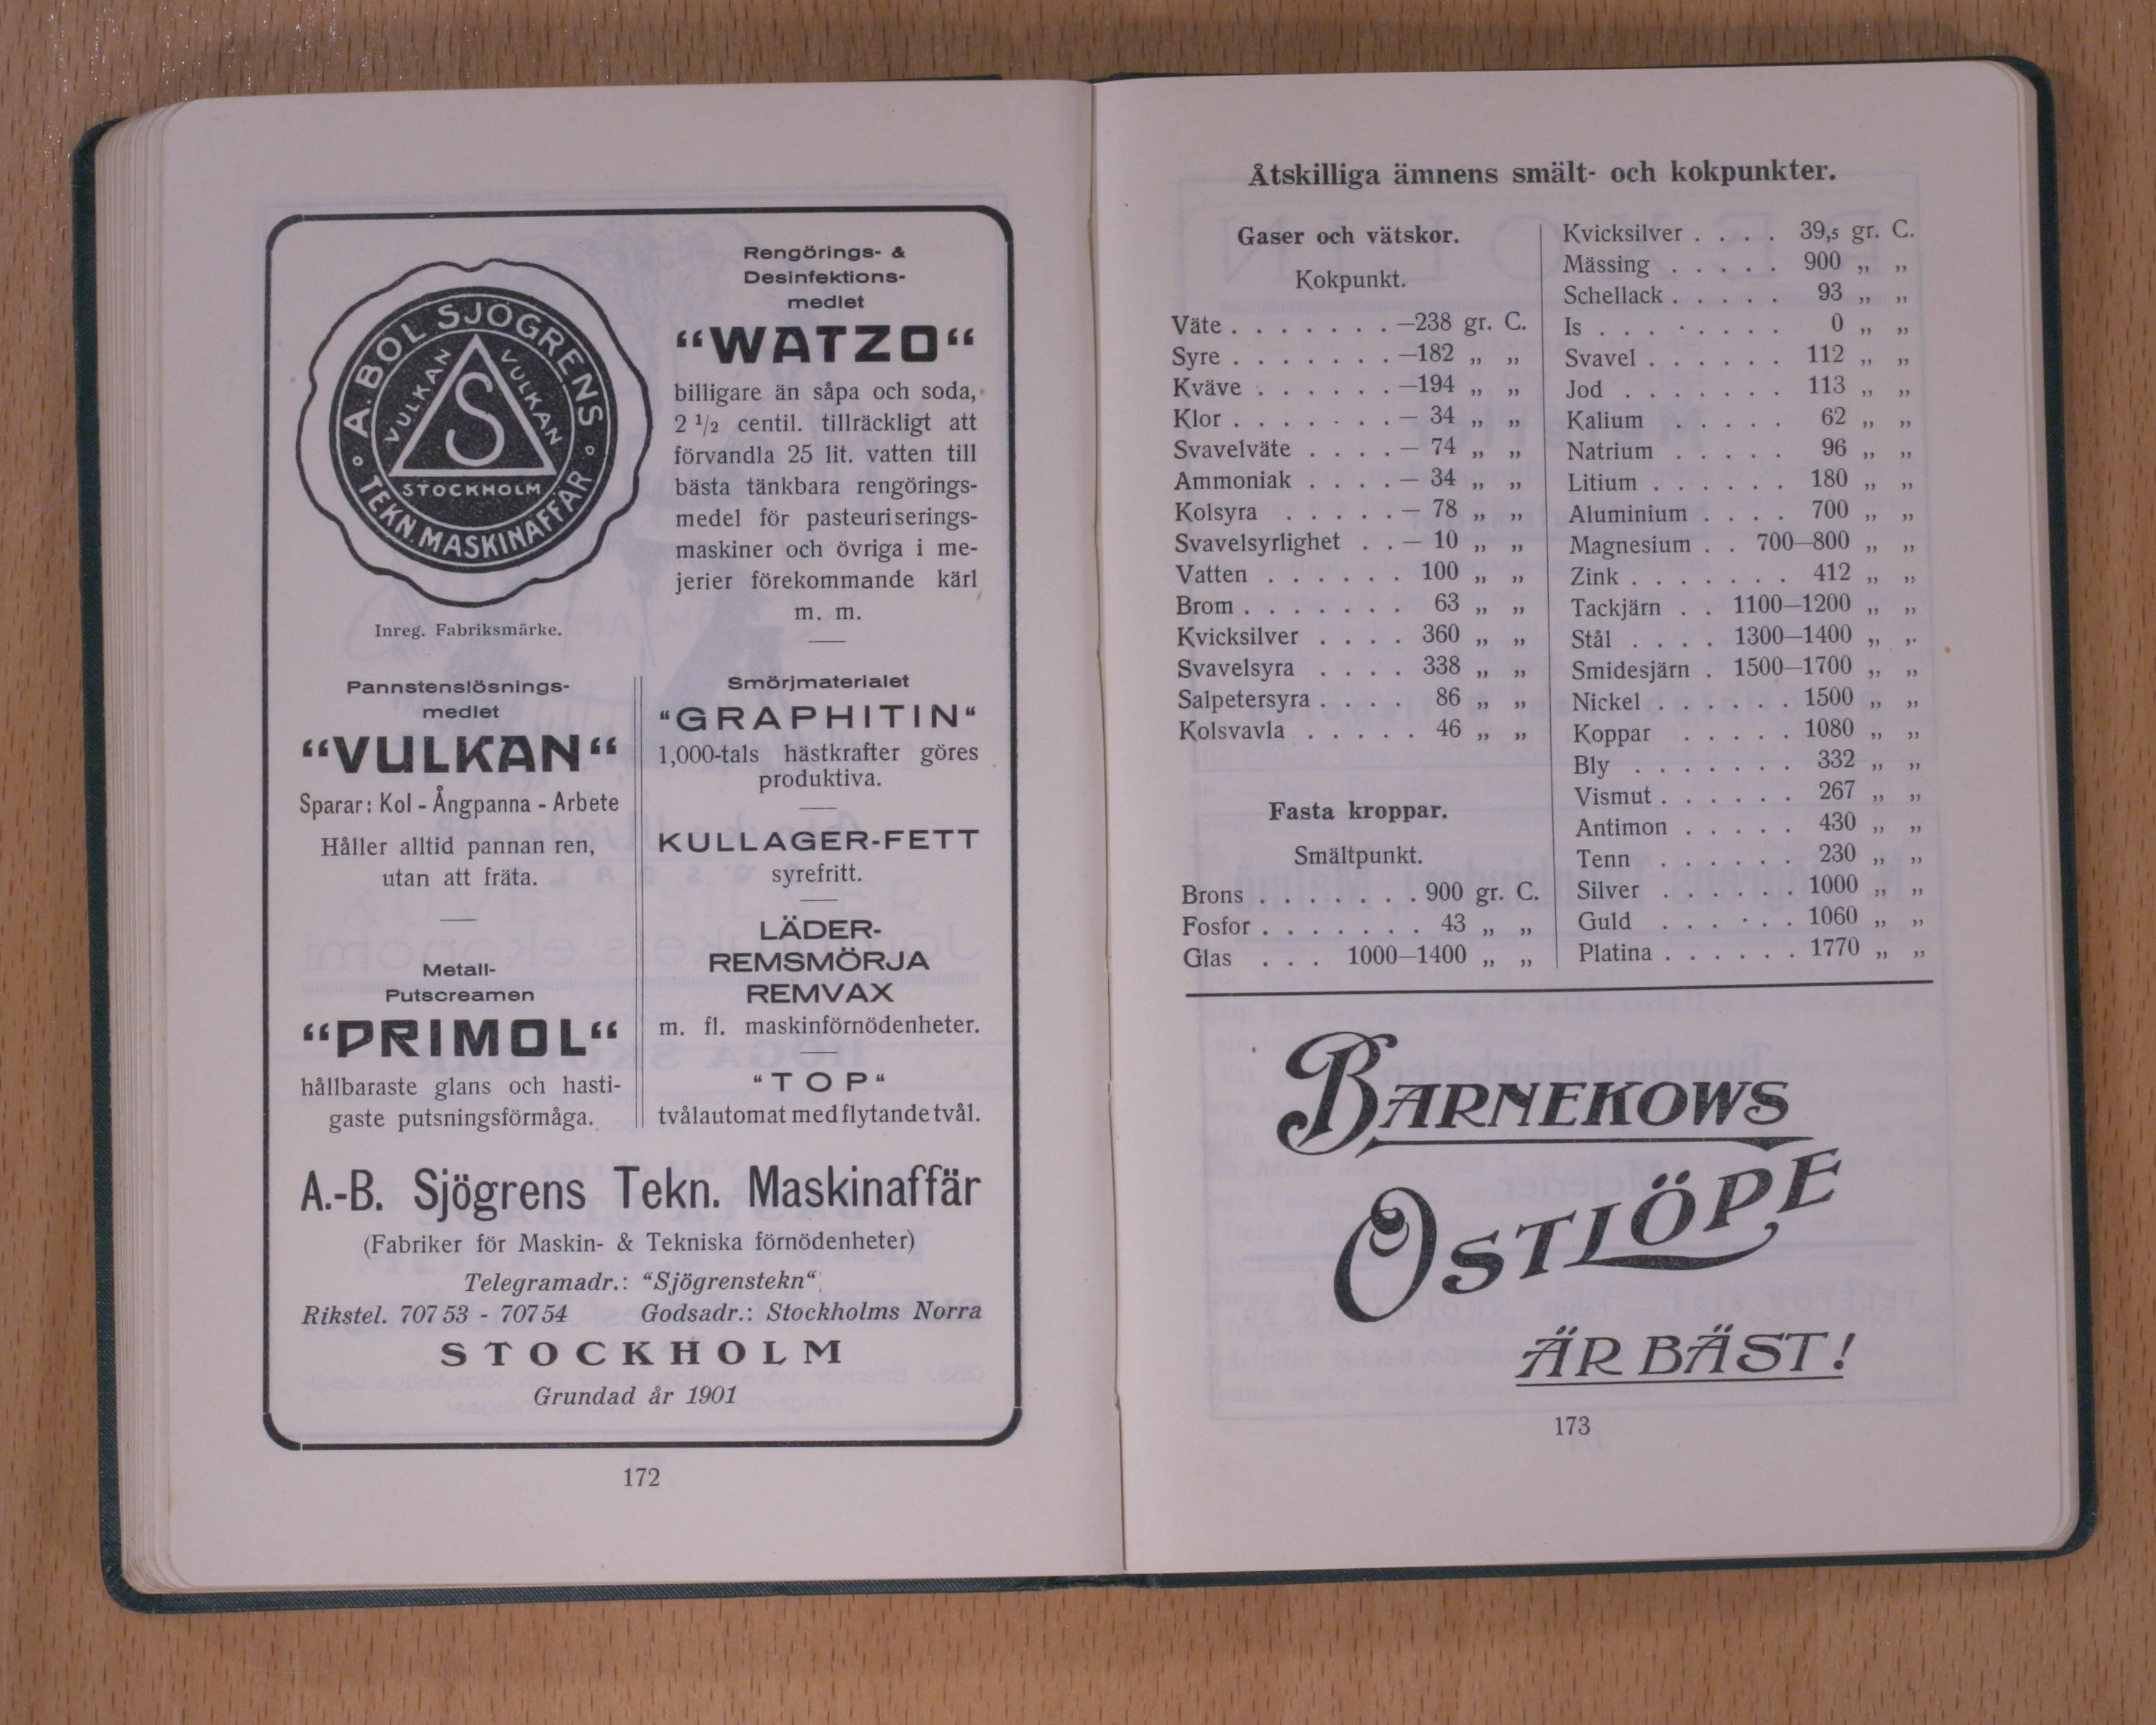 A. BOL. SJÖGRENS
VULKAN VULKAN
S
STOCKHOLM
TEKN. MASKINAFFÄR
Inreg. Fabriksmärke.
Rengörings- &
Desinfektions-
medlet
“WATZO“
billigare än såpa och soda,
2 1/2 centil. tillräckligt att
förvandla 25 lit. vatten till
bästa tänkbara rengörings-
medel för pasteuriserings-
maskiner och övriga i me-
jerier förekommande kärl
m. m.
Pannstenslösnings-
medlet
“VULKAN“
Sparar: Kol - Ångpanna - Arbete
Håller alltid pannan ren,
utan att fräta.
Metall-
Putscreamen
“PRIMOL“
hållbaraste glans och hasti-
gaste putsningsförmåga.
Smörjmaterialet
“GRAPHITIN“
1,000-tals hästkrafter göres
produktiva.
KULLAGER-FETT
syrefritt.
LÄDER-
REMSMÖRJA
REMVAX
m. fl. maskinförnödenheter.
“TOP“
tvålautomat med flytande tvål.
A.-B. Sjögrens Tekn. Maskinaffär
(Fabriker för Maskin- & Tekniska förnödenheter)
Telegramadr.: “Sjögrenstekn“
Rikstel. 707 53 - 707 54 Godsadr.: Stockholms Norra
STOCKHOLM
Grundad år 1901
172
Åtskilliga ämnens smält- och kokpunkter.
Gaser och vätskor.
Kokpunkt.
Väte . . . . . . . —238 gr. C.
Syre . . . . . . . —182 „ „
Kväve . . . . . . —194 „ „
Klor . . . . . . . — 34 „ „
Svavelväte . . . . — 74 „ „
Ammoniak . . . . — 34 „ „
Kolsyra . . . . . — 78 „ „
Svavelsyrlighet . . — 10 „ „
Vatten . . . . . . 100 „ „
Brom . . . . . . . 63 „ „
Kvicksilver . . . . 360 „ „
Svavelsyra . . . . 338 „ „
Salpetersyra . . . . 86 „ „
Kolsvavla . . . . . 46 „ „
Fasta kroppar.
Smältpunkt.
Brons . . . . . . . 900 gr. C.
Fosfor . . . . . . . 43 „ „
Glas . . . 1000—1400 „ „
Kvicksilver . . . . 39,5 gr. C.
Mässing . . . . . 900 „ „
Schellack . . . . . 93 „ „
Is . . . . . . . . 0 „ „
Svavel . . . . . . 112 „ „
Jod . . . . . . . 113 „ „
Kalium . . . . . 62 „ „
Natrium . . . . . 96 „ „
Litium . . . . . . 180 „ „
Aluminium . . . . 700 „ „
Magnesium . . 700—800 „ „
Zink . . . . . . . 412 „ „
Tackjärn . . 1100—1200 „ „
Stål . . . . 1300—1400 „ „
Smidesjärn . 1500—1700 „ „
Nickel . . . . . . 1500 „ „
Koppar . . . . . 1080 „ „
Bly . . . . . . . 332 „ „
Vismut . . . . . . 267 „ „
Antimon . . . . . 430 „ „
Tenn . . . . . . 230 „ „
Silver . . . . . . 1000 „ „
Guld . . . . . . 1060 „ „
Platina . . . . . . 1770 „ „
BARNEKOWS
OSTLÖPE
ÄR BÄST!
173